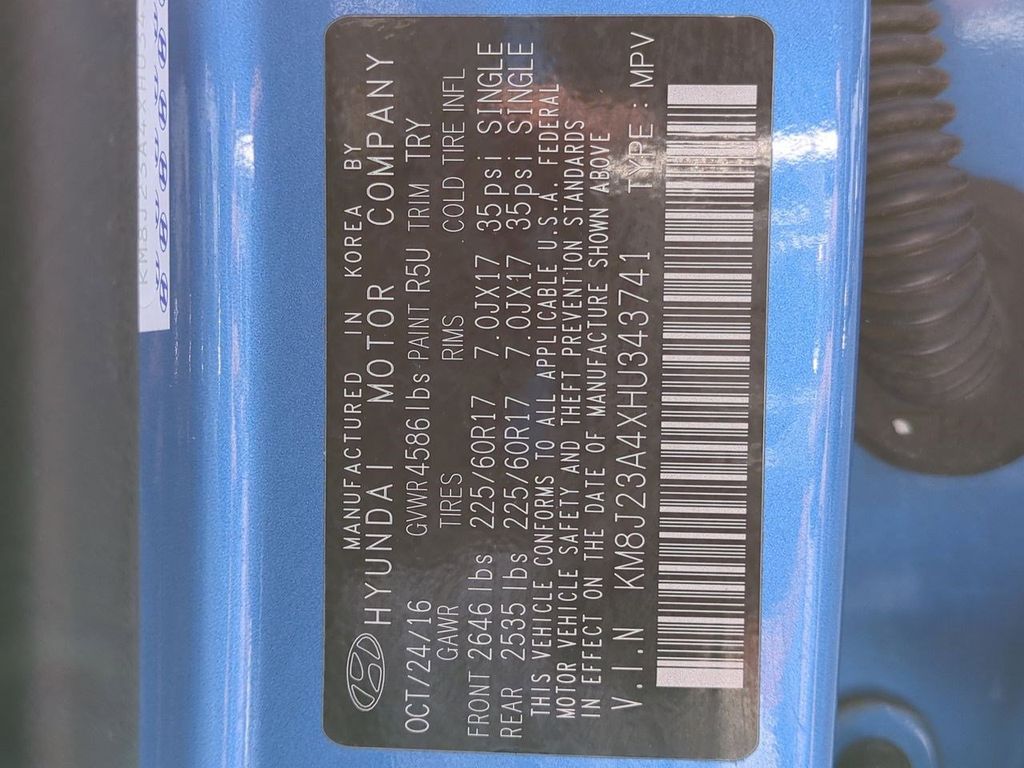 MANUFACTURED IN KOREA BY
HYUNDAI MOTOR COMPANY
OCT/24/16 GVWR4586lbs PAINT R5U TRIM TRY
GAWR TIRES RIMS COLD TIRE INFL
FRONT 2646 lbs 225/60R17 7.0JX17 35psi SINGLE
REAR 2535 lbs 225/60R17 7.0JX17 35psi SINGLE
THIS VEHICLE CONFORMS TO ALL APPLICABLE U.S.A. FEDERAL
MOTOR VEHICLE SAFETY AND THEFT PREVENTION STANDARDS
IN EFFECT ON THE DATE OF MANUFACTURE SHOWN ABOVE
V.I.N KM8J23A4XHU343741 TYPE : MPV